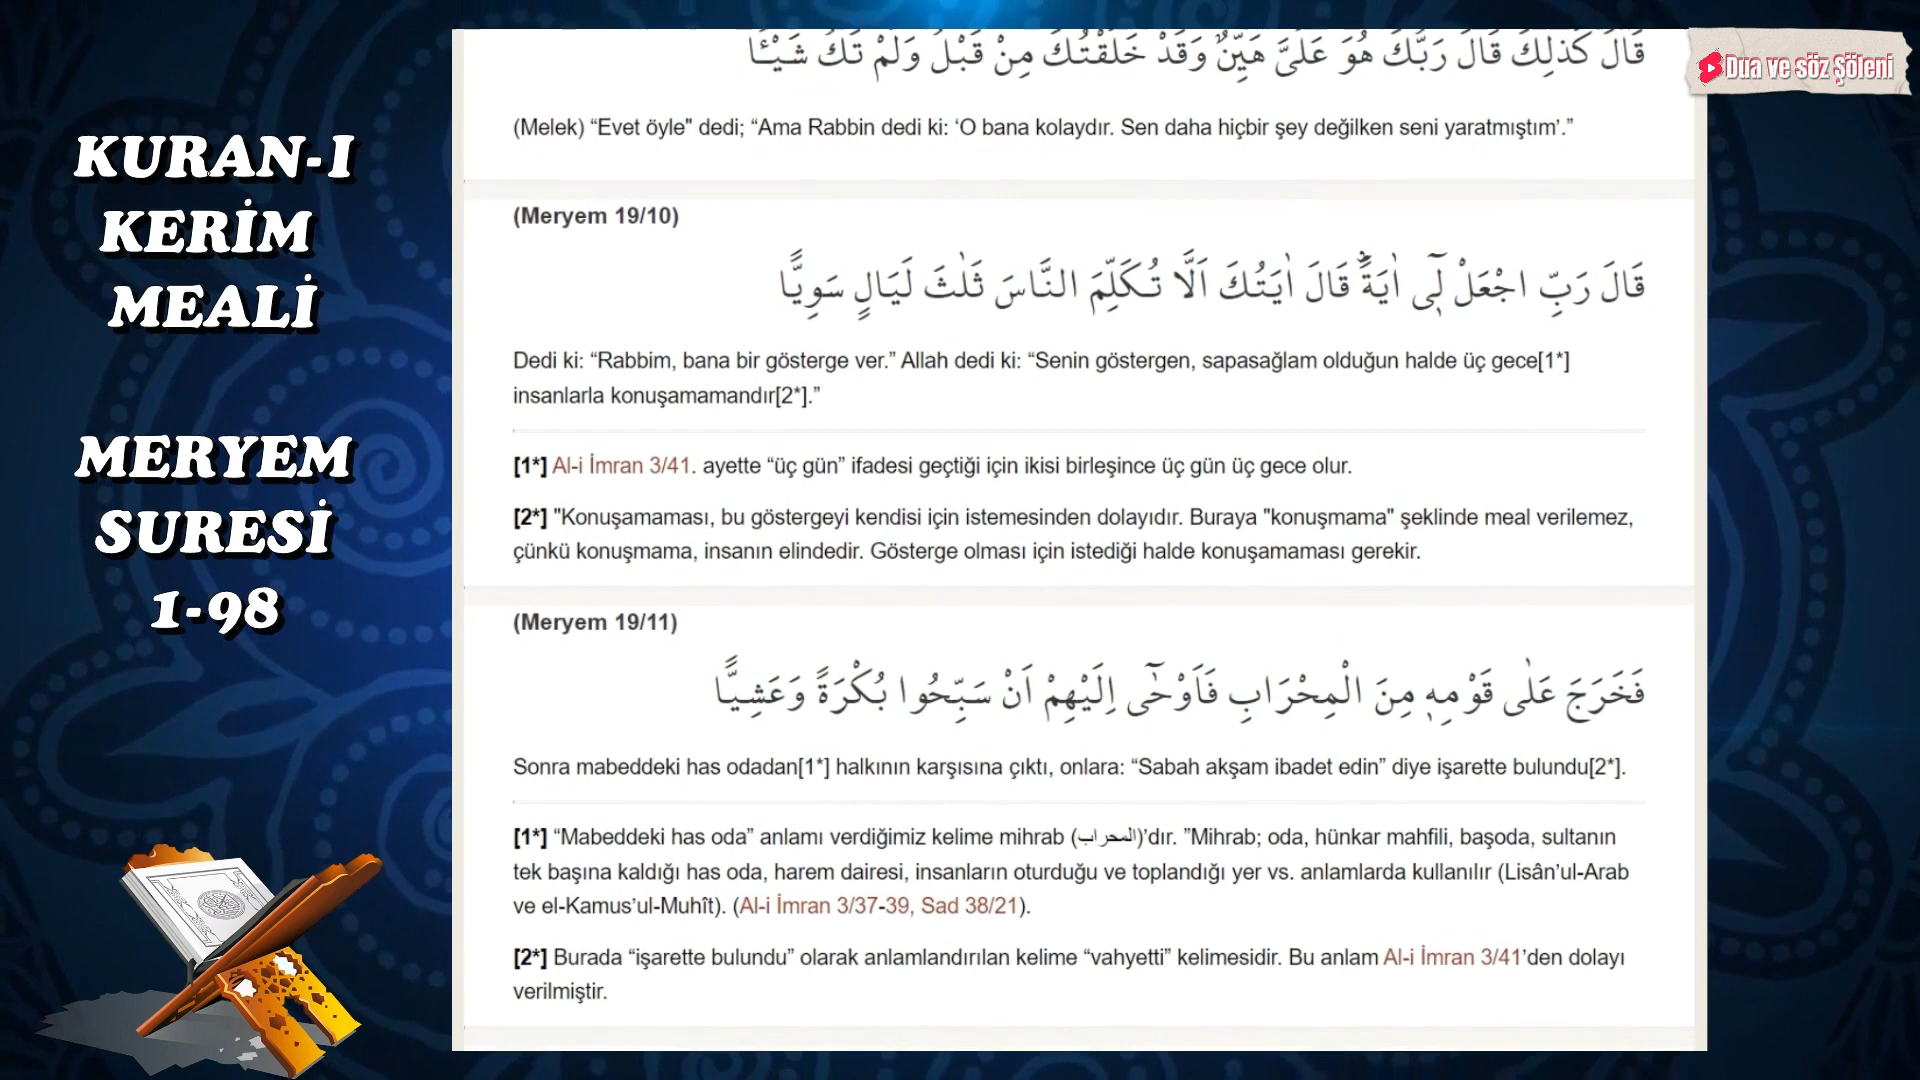 KURAN-I
KERİM
MEALİ
MERYEM
SURESİ
1-98
Dua ve söz Şöleni
قَالَ كَذٰلِكَ قَالَ رَبُّكَ هُوَ عَلَيَّ هَيِّنٌ وَقَدْ خَلَقْتُكَ مِنْ قَبْلُ وَلَمْ تَكُ شَيْـًٔا
(Melek) “Evet öyle" dedi; “Ama Rabbin dedi ki: ‘O bana kolaydır. Sen daha hiçbir şey değilken seni yaratmıştım’.”
(Meryem 19/10)
قَالَ رَبِّ اجْعَلْ ل۪ٓي اٰيَةًۜ قَالَ اٰيَتُكَ اَلَّا تُكَلِّمَ النَّاسَ ثَلٰثَ لَيَالٍ سَوِيًّا
Dedi ki: “Rabbim, bana bir gösterge ver.” Allah dedi ki: “Senin göstergen, sapasağlam olduğun halde üç gece[1*]
insanlarla konuşamamandır[2*].”
[1*] Al-i İmran 3/41. ayette “üç gün” ifadesi geçtiği için ikisi birleşince üç gün üç gece olur.
[2*] "Konuşamaması, bu göstergeyi kendisi için istemesinden dolayıdır. Buraya "konuşmama" şeklinde meal verilemez,
çünkü konuşmama, insanın elindedir. Gösterge olması için istediği halde konuşamaması gerekir.
(Meryem 19/11)
فَخَرَجَ عَلٰى قَوْمِه۪ مِنَ الْمِحْرَابِ فَاَوْحٰٓى اِلَيْهِمْ اَنْ سَبِّحُوا بُكْرَةً وَعَشِيًّا
Sonra mabeddeki has odadan[1*] halkının karşısına çıktı, onlara: “Sabah akşam ibadet edin” diye işarette bulundu[2*].
[1*] “Mabeddeki has oda” anlamı verdiğimiz kelime mihrab (المحراب)’dır. ”Mihrab; oda, hünkar mahfili, başoda, sultanın
tek başına kaldığı has oda, harem dairesi, insanların oturduğu ve toplandığı yer vs. anlamlarda kullanılır (Lisân’ul-Arab
ve el-Kamus’ul-Muhît). (Al-i İmran 3/37-39, Sad 38/21).
[2*] Burada “işarette bulundu” olarak anlamlandırılan kelime “vahyetti” kelimesidir. Bu anlam Al-i İmran 3/41’den dolayı
verilmiştir.